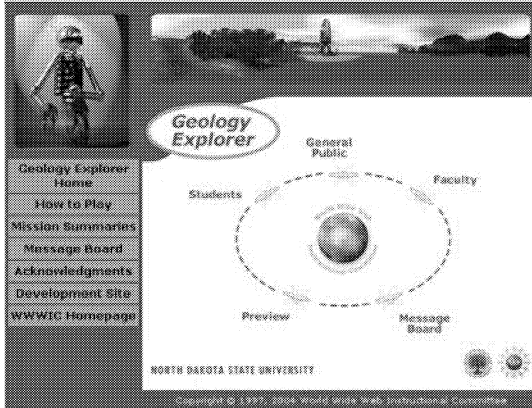 Geology
Explorer
Geology Explorer
Home
How to Play
Mission Summaries
Message Board
Acknowledgments
Development Site
WWWIC Homepage
General
Public
Students
Faculty
Preview
Message
Board
NORTH DAKOTA STATE UNIVERSITY
Copyright © 1997, 2004 World Wide Web Instructional Committee